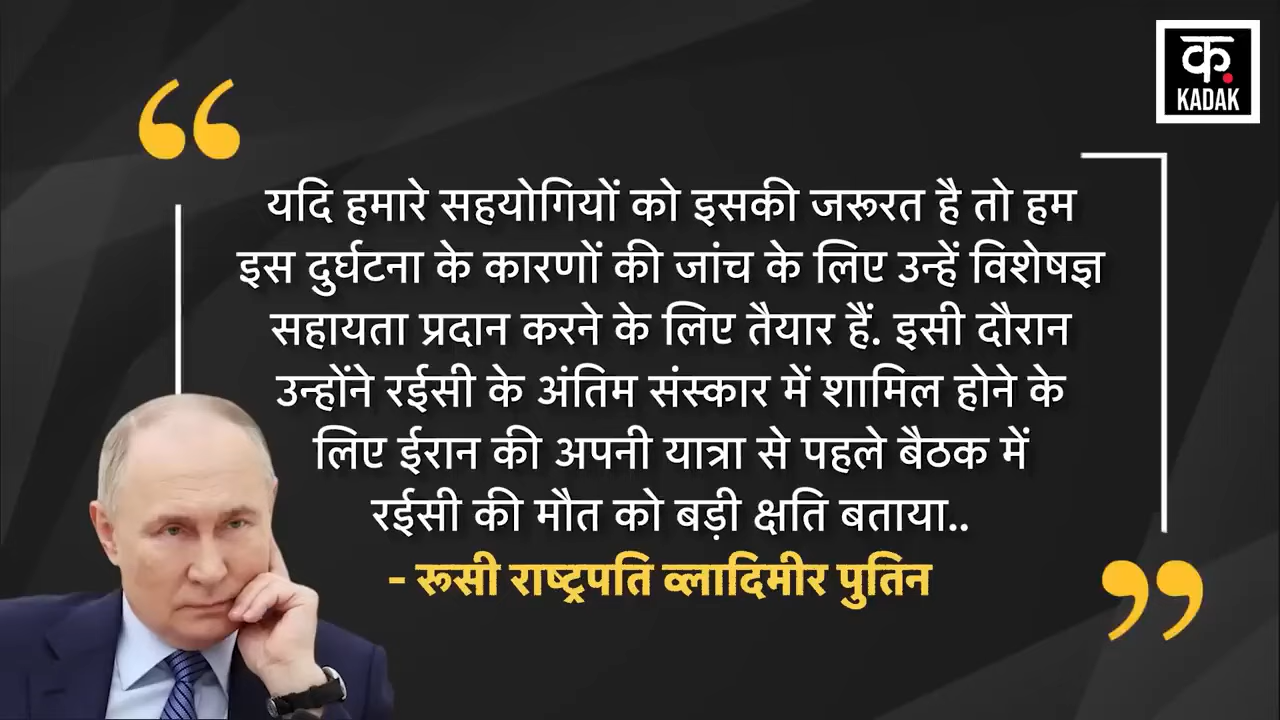 क
KADAK
यदि हमारे सहयोगियों को इसकी जरूरत है तो हम
इस दुर्घटना के कारणों की जांच के लिए उन्हें विशेषज्ञ
सहायता प्रदान करने के लिए तैयार हैं. इसी दौरान
उन्होंने रईसी के अंतिम संस्कार में शामिल होने के
लिए ईरान की अपनी यात्रा से पहले बैठक में
रईसी की मौत को बड़ी क्षति बताया..
- रूसी राष्ट्रपति व्लादिमीर पुतिन